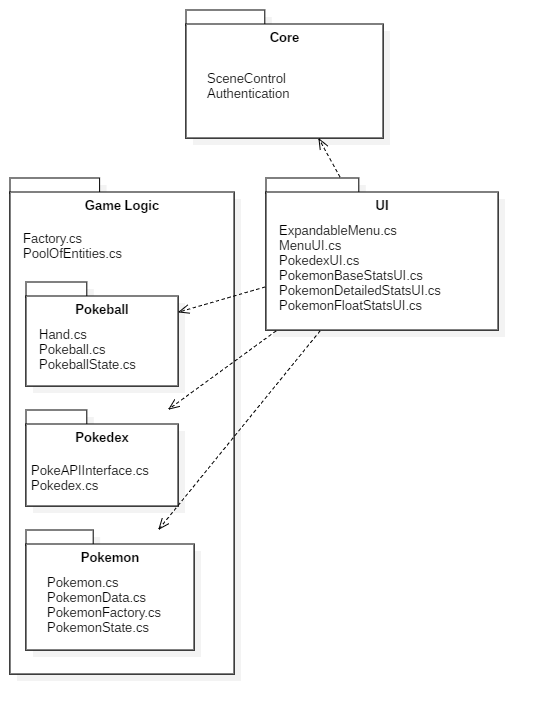 Core
SceneControl
Authentication
Game Logic
Factory.cs
PoolOfEntities.cs
Pokeball
Hand.cs
Pokeball.cs
PokeballState.cs
Pokedex
PokeAPIInterface.cs
Pokedex.cs
Pokemon
Pokemon.cs
PokemonData.cs
PokemonFactory.cs
PokemonState.cs
UI
ExpandableMenu.cs
MenuUI.cs
PokedexUI.cs
PokemonBaseStatsUI.cs
PokemonDetailedStatsUI.cs
PokemonFloatStatsUI.cs